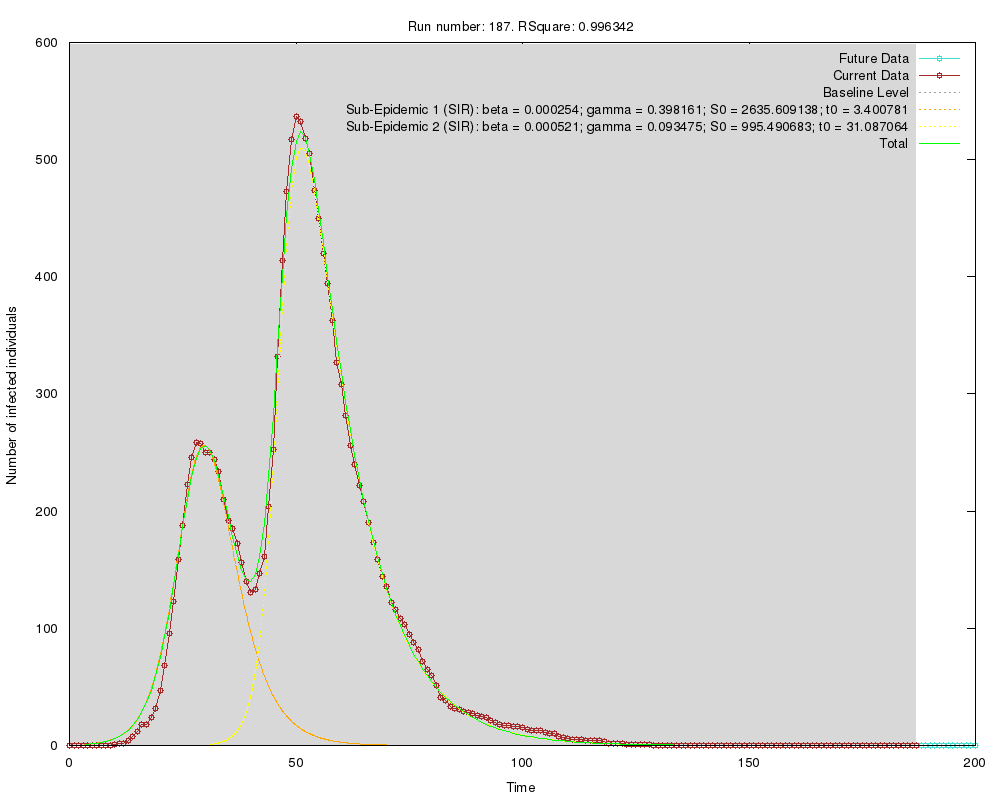 Run number: 187. RSquare: 0.996342
600
500
400
300
200
100
0
Number of infected individuals
Future Data
Current Data
Baseline Level
Sub-Epidemic 1 (SIR): beta = 0.000254; gamma = 0.398161; S0 = 2635.609138; t0 = 3.400781
Sub-Epidemic 2 (SIR): beta = 0.000521; gamma = 0.093475; S0 = 995.490683; t0 = 31.087064
Total
0 50 100 150 200
Time